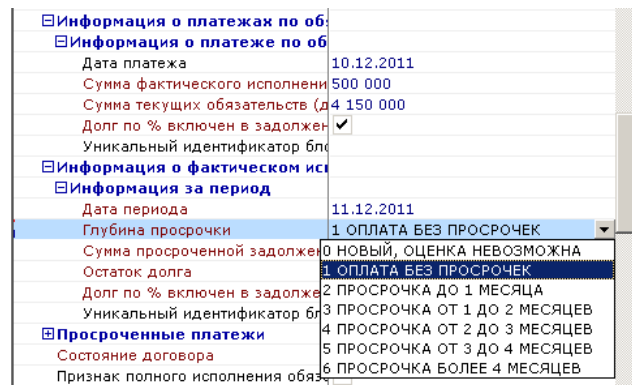 Информация о платежах по об
Информация о платеже по об
Дата платежа 10.12.2011
Сумма фактического исполнени 500 000
Сумма текущих обязательств (д 4 150 000
Долг по % включен в задолжен
Уникальный идентификатор бло
Информация о фактическом ис
Информация за период
Дата периода 11.12.2011
Глубина просрочки 1 ОПЛАТА БЕЗ ПРОСРОЧЕК
Сумма просроченной задолжен 0 НОВЫЙ, ОЦЕНКА НЕВОЗМОЖНА
1 ОПЛАТА БЕЗ ПРОСРОЧЕК
Остаток долга
Долг по % включен в задолже 2 ПРОСРОЧКА ДО 1 МЕСЯЦА
Уникальный идентификатор бл 3 ПРОСРОЧКА ОТ 1 ДО 2 МЕСЯЦЕВ
Просроченные платежи 4 ПРОСРОЧКА ОТ 2 ДО 3 МЕСЯЦЕВ
Состояние договора 5 ПРОСРОЧКА ОТ 3 ДО 4 МЕСЯЦЕВ
Признак полного исполнения обяз 6 ПРОСРОЧКА БОЛЕЕ 4 МЕСЯЦЕВ